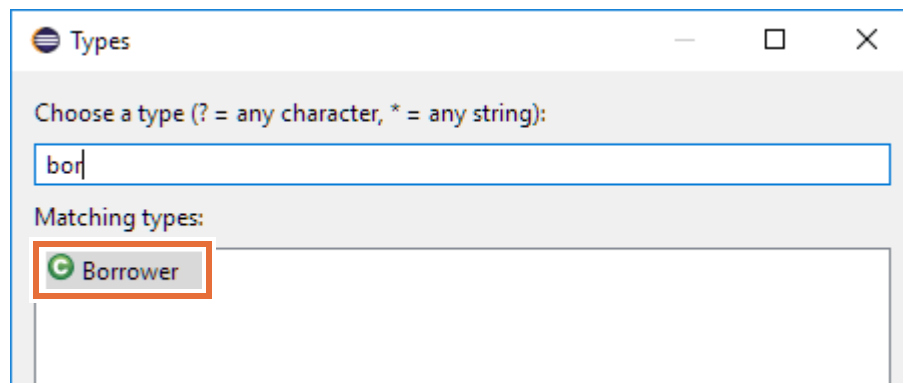 Types
Choose a type (? = any character, * = any string):
bor
Matching types:
C Borrower